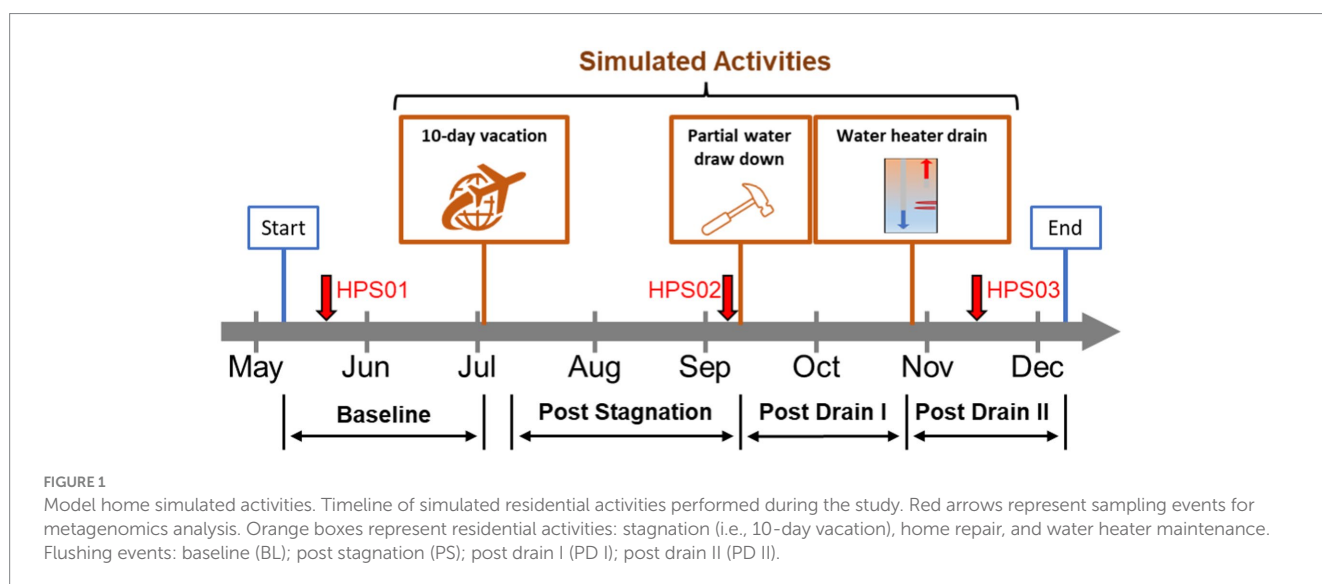 Simulated Activities
10-day vacation
Partial water
draw down
Water heater drain
Start
End
HPS01
HPS02
HPS03
May Jun Jul Aug Sep Oct Nov Dec
Baseline Post Stagnation Post Drain I Post Drain II
FIGURE 1
Model home simulated activities. Timeline of simulated residential activities performed during the study. Red arrows represent sampling events for
metagenomics analysis. Orange boxes represent residential activities: stagnation (i.e., 10-day vacation), home repair, and water heater maintenance.
Flushing events: baseline (BL); post stagnation (PS); post drain I (PD I); post drain II (PD II).